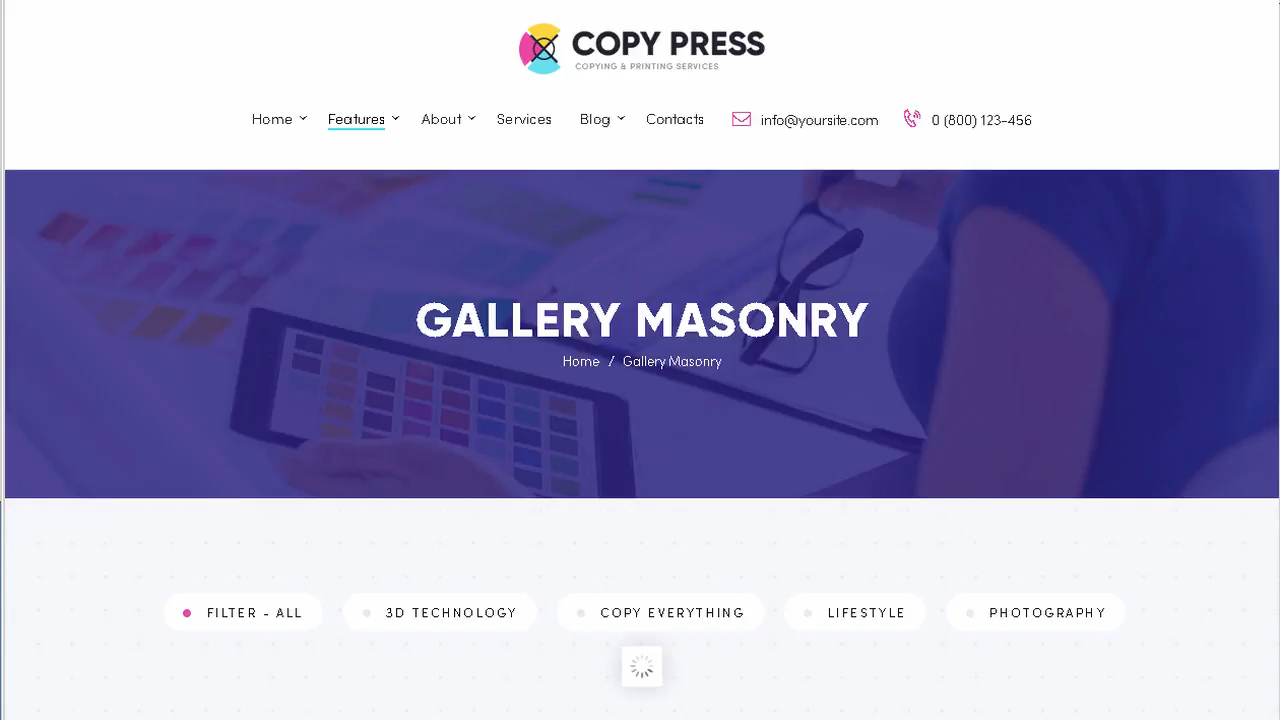 COPY PRESS
COPYING & PRINTING SERVICES
Home Features About Services Blog Contacts info@yoursite.com 0 (800) 123-456
GALLERY MASONRY
Home / Gallery Masonry
FILTER - ALL 3D TECHNOLOGY COPY EVERYTHING LIFESTYLE PHOTOGRAPHY